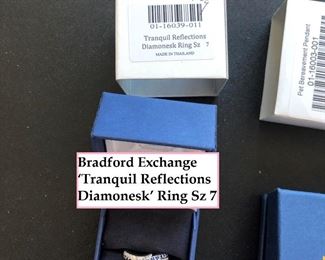 01-16039-011
Tranquil Reflections
Diamonesk Ring Sz 7
MADE IN THAILAND
Pet Bereavement Pendant
01-16003-001
Bradford Exchange
‘Tranquil Reflections
Diamonesk’ Ring Sz 7